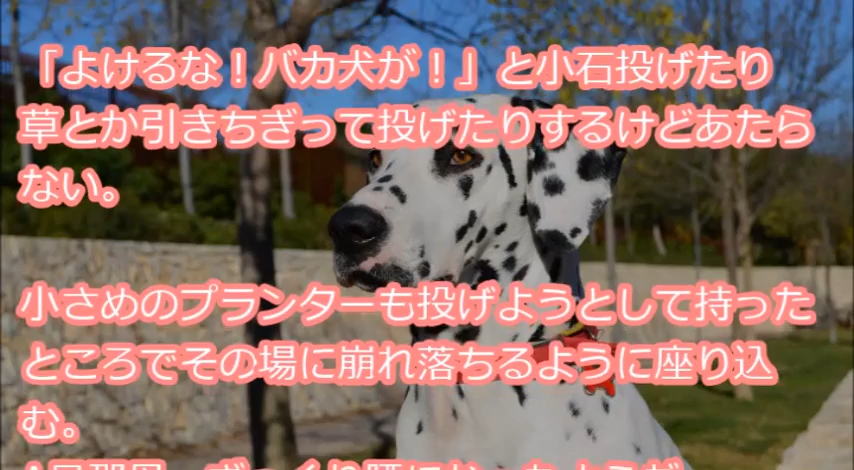 「よけるな！バカ犬が！」と小石投げたり
草とか引きちぎって投げたりするけどあたら
ない。
小さめのプランターも投げようとして持った
ところでその場に崩れ落ちるように座り込
む。